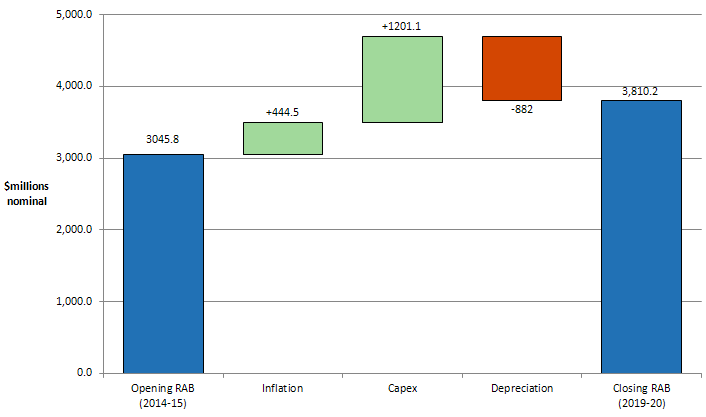 5,000.0
4,000.0
3,000.0
2,000.0
1,000.0
0.0
$millions
nominal
3045.8
+444.5
+1201.1
-882
3,810.2
Opening RAB
(2014-15)
Inflation
Capex
Depreciation
Closing RAB
(2019-20)